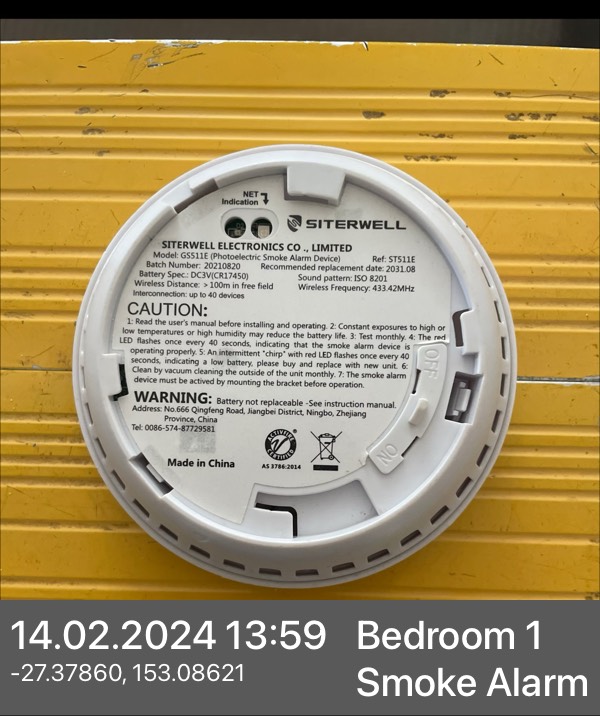 NET
Indication
SITERWELL
SITERWELL ELECTRONICS CO ., LIMITED
Model: GS511E (Photoelectric Smoke Alarm Device) Ref: ST511E
Batch Number: 20210820 Recommended replacement date: 2031.08
Battery Spec.: DC3V(CR17450) Sound pattern: ISO 8201
Wireless Distance: >100m in free field Wireless Frequency: 433.42MHz
Interconnection: up to 40 devices
CAUTION:
1: Read the user's manual before installing and operating. 2: Constant exposures to high or
low temperatures or high humidity may reduce the battery life. 3: Test monthly. 4: The red
LED flashes once every 40 seconds, indicating that the smoke alarm device is
operating properly. 5: An intermittent "chirp" with red LED flashes once every 40
seconds, indicating a low battery, please buy and replace with new unit. 6:
Clean by vacuum cleaning the outside of the unit monthly. 7: The smoke alarm
device must be actived by mounting the bracket before operation.
OFF
WARNING: Battery not replaceable -See instruction manual.
Address: No.666 Qingfeng Road, Jiangbei District, Ningbo, Zhejiang
Province, China
Tel: 0086-574-87729581
ON
ACTIVFIRE
CERTIFIED
Made in China
AS 3786:2014
14.02.2024 13:59
-27.37860, 153.08621
Bedroom 1
Smoke Alarm